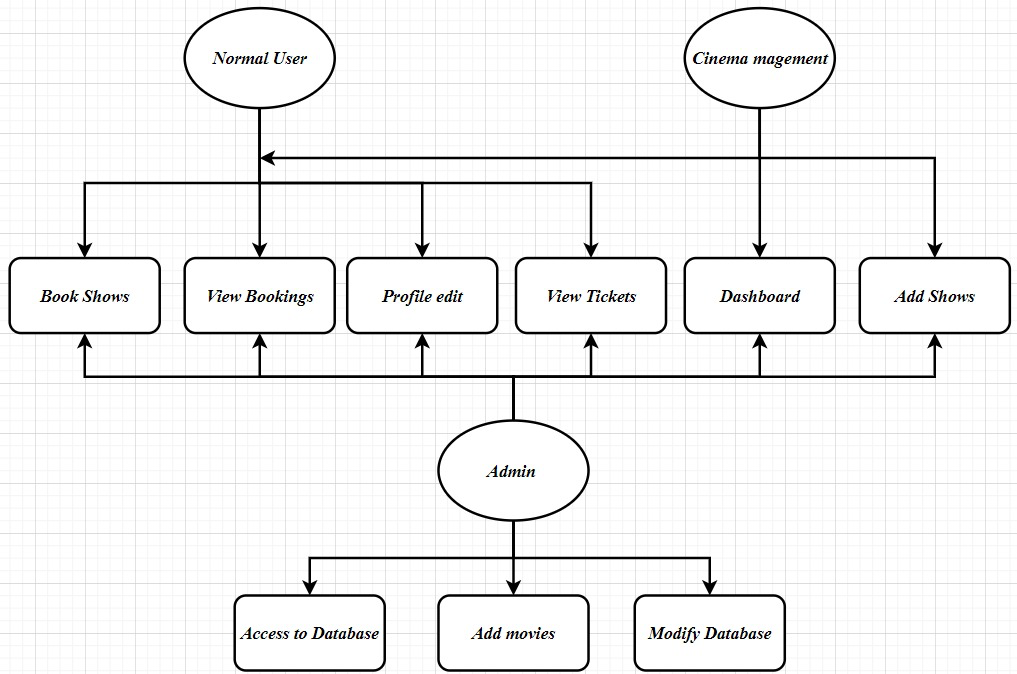 Normal User
Cinema magement
Book Shows
View Bookings
Profile edit
View Tickets
Dashboard
Add Shows
Admin
Access to Database
Add movies
Modify Database